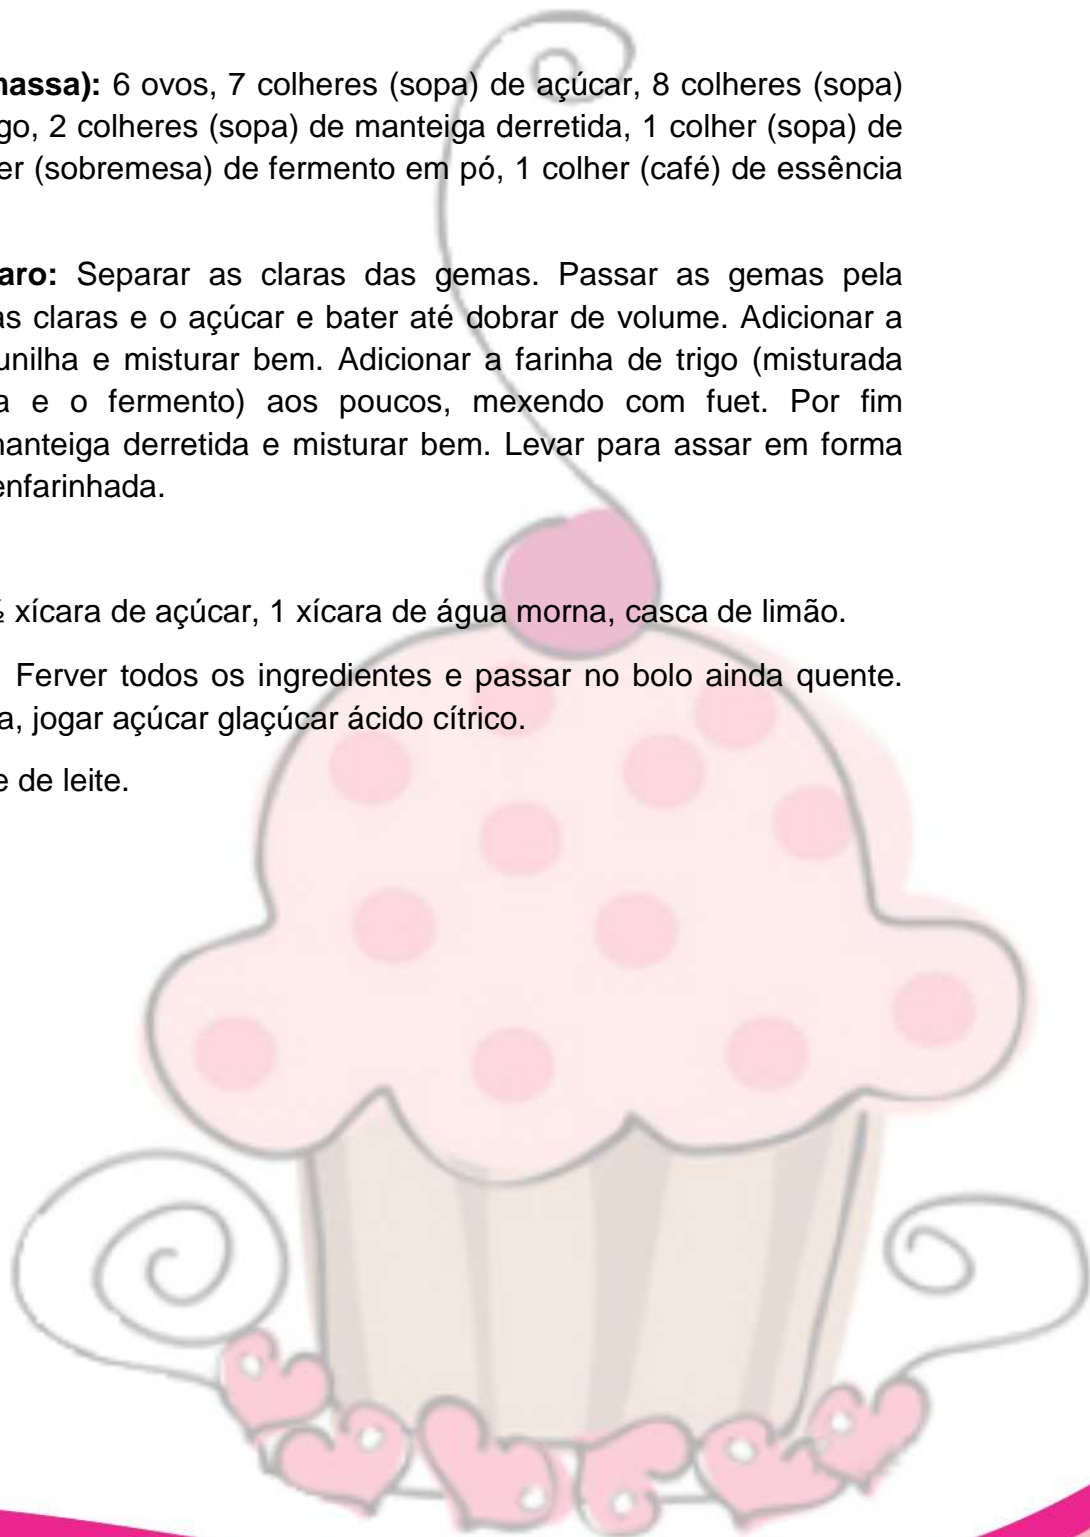 massa): 6 ovos, 7 colheres (sopa) de açúcar, 8 colheres (sopa)
go, 2 colheres (sopa) de manteiga derretida, 1 colher (sopa) de
er (sobremesa) de fermento em pó, 1 colher (café) de essência
aro: Separar as claras das gemas. Passar as gemas pela
as claras e o açúcar e bater até dobrar de volume. Adicionar a
unilha e misturar bem. Adicionar a farinha de trigo (misturada
a e o fermento) aos poucos, mexendo com fuet. Por fim
manteiga derretida e misturar bem. Levar para assar em forma
enfarinhada.
½ xícara de açúcar, 1 xícara de água morna, casca de limão.
Ferver todos os ingredientes e passar no bolo ainda quente.
a, jogar açúcar glaçúcar ácido cítrico.
e de leite.